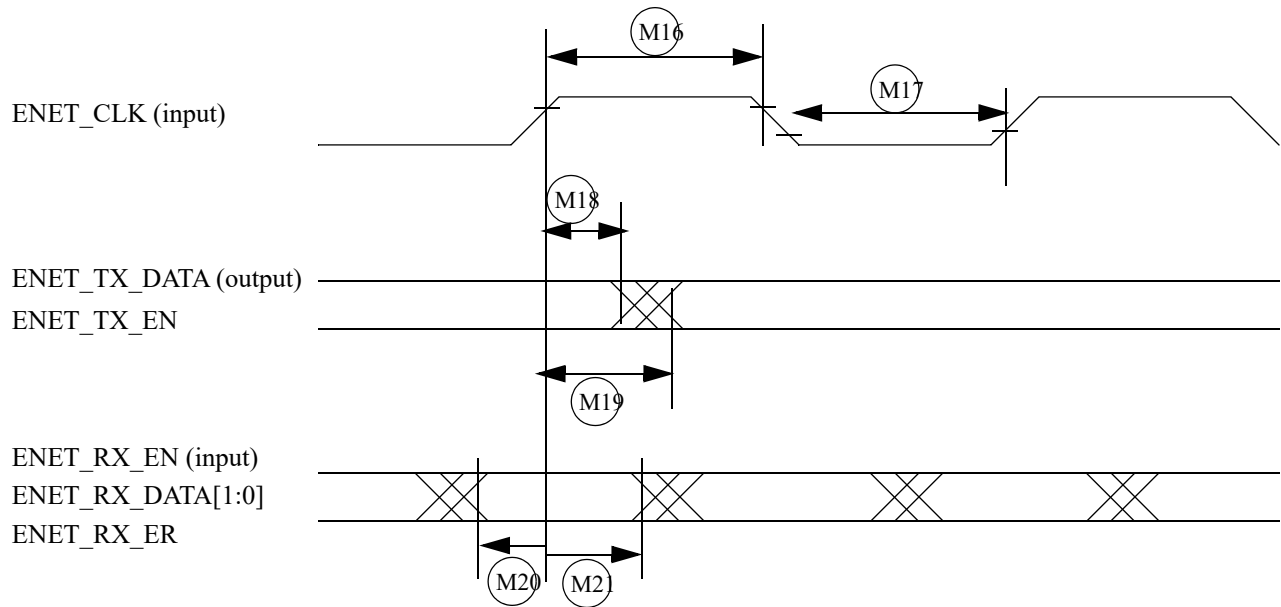 M16
M17
ENET_CLK (input)
M18
ENET_TX_DATA (output)
ENET_TX_EN
M19
ENET_RX_EN (input)
ENET_RX_DATA[1:0]
ENET_RX_ER
M20
M21